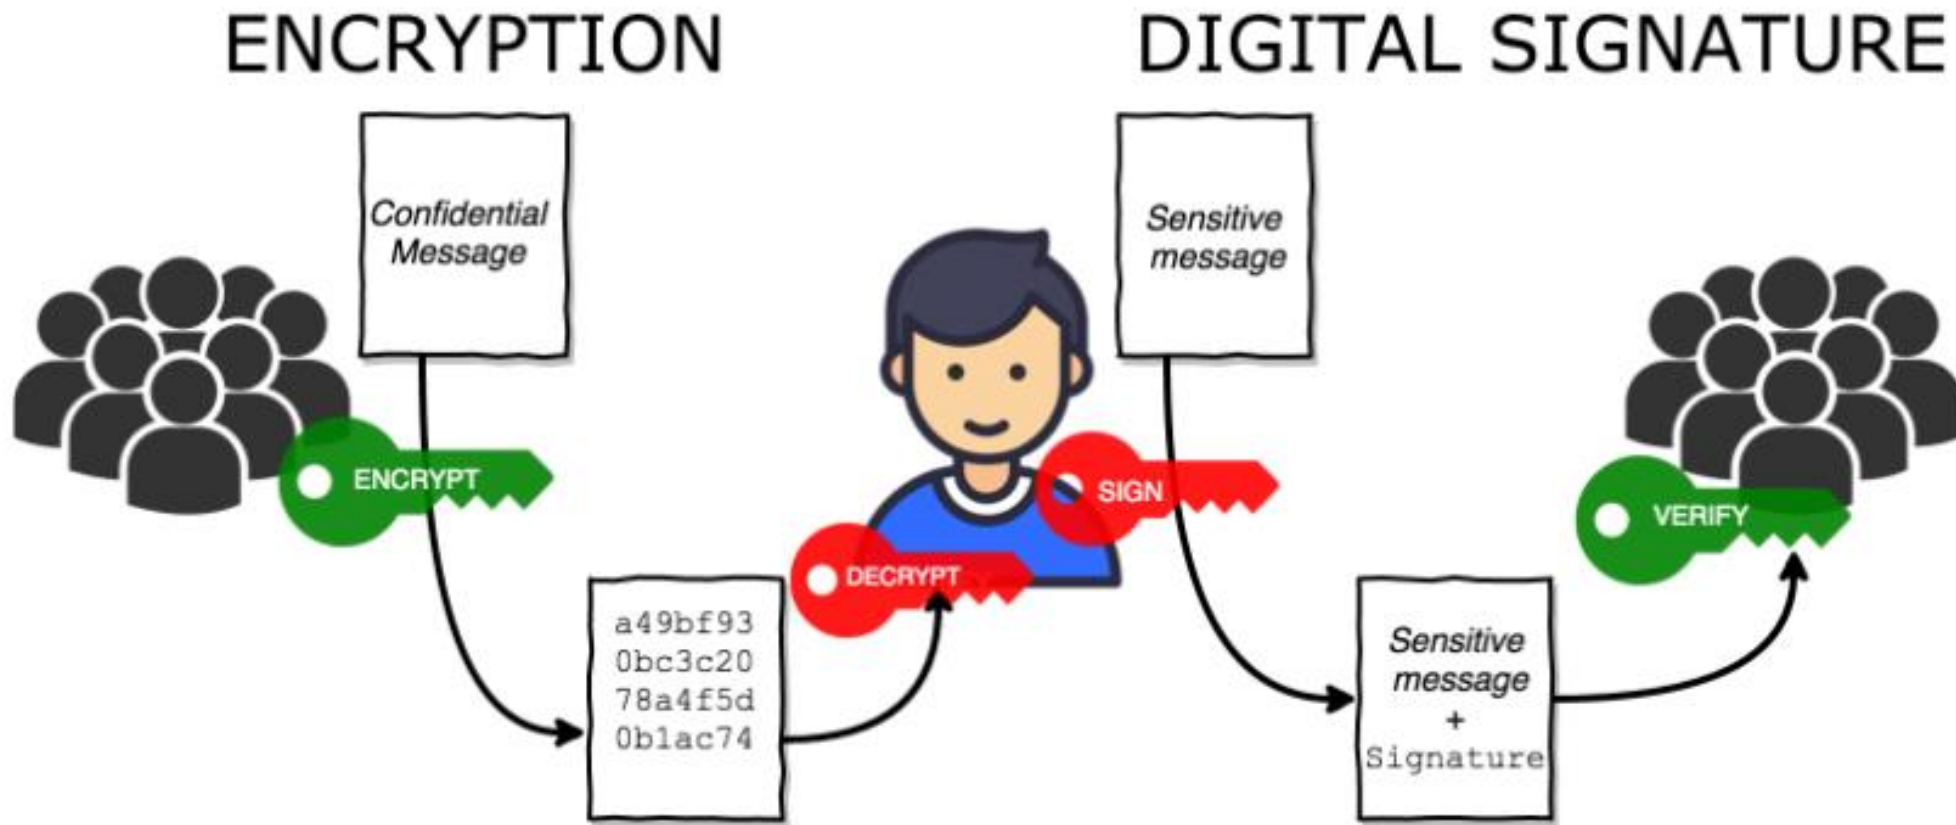 ENCRYPTION
Confidential
Message
ENCRYPT
a49bf93
0bc3c20
78a4f5d
0b1ac74
DECRYPT
DIGITAL SIGNATURE
Sensitive
message
SIGN
Sensitive
message
+
Signature
VERIFY